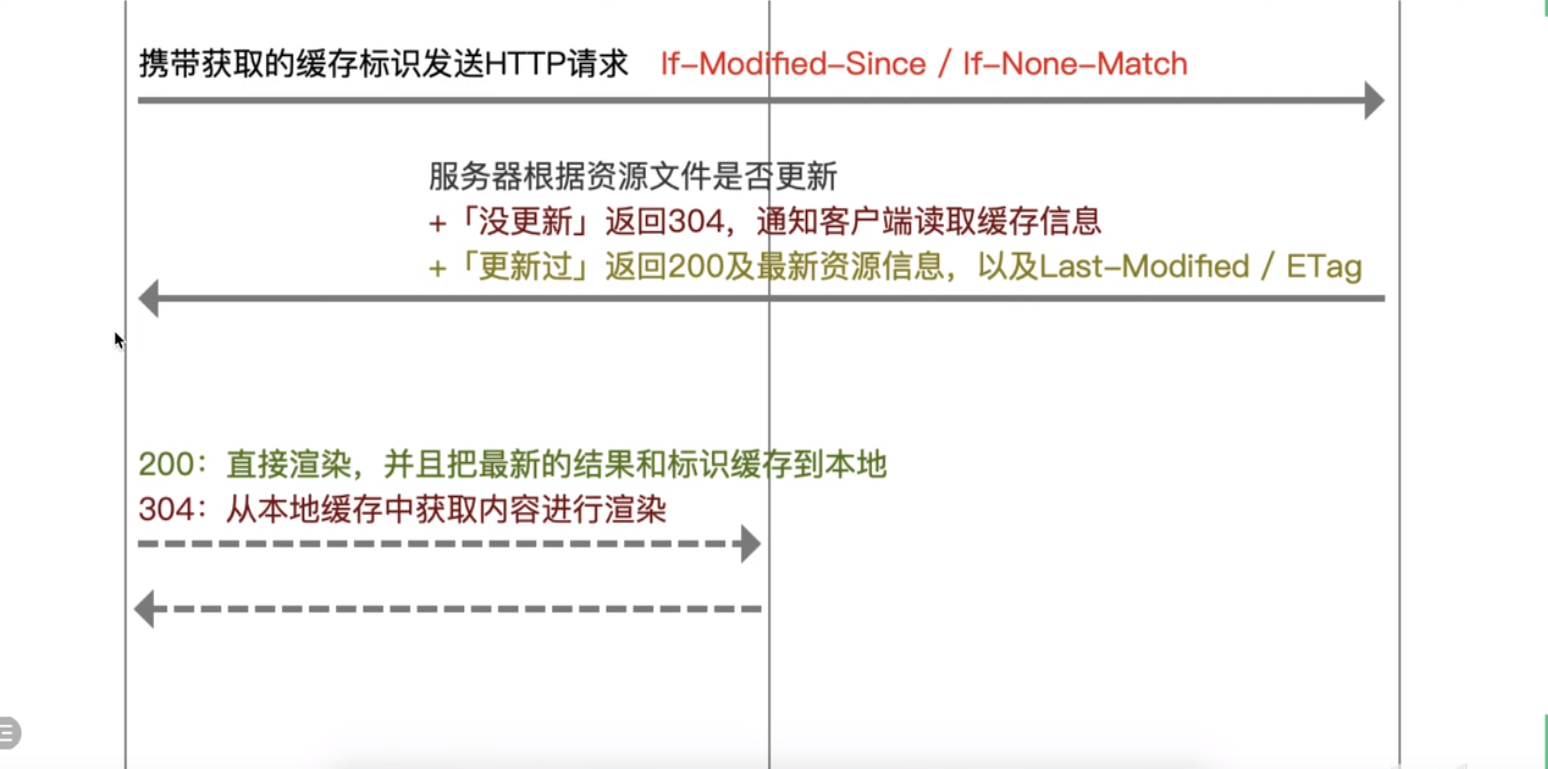 携带获取的缓存标识发送HTTP请求 If-Modified-Since / If-None-Match
服务器根据资源文件是否更新
+「没更新」返回304，通知客户端读取缓存信息
+「更新过」返回200及最新资源信息，以及Last-Modified / ETag
200：直接渲染，并且把最新的结果和标识缓存到本地
304：从本地缓存中获取内容进行渲染